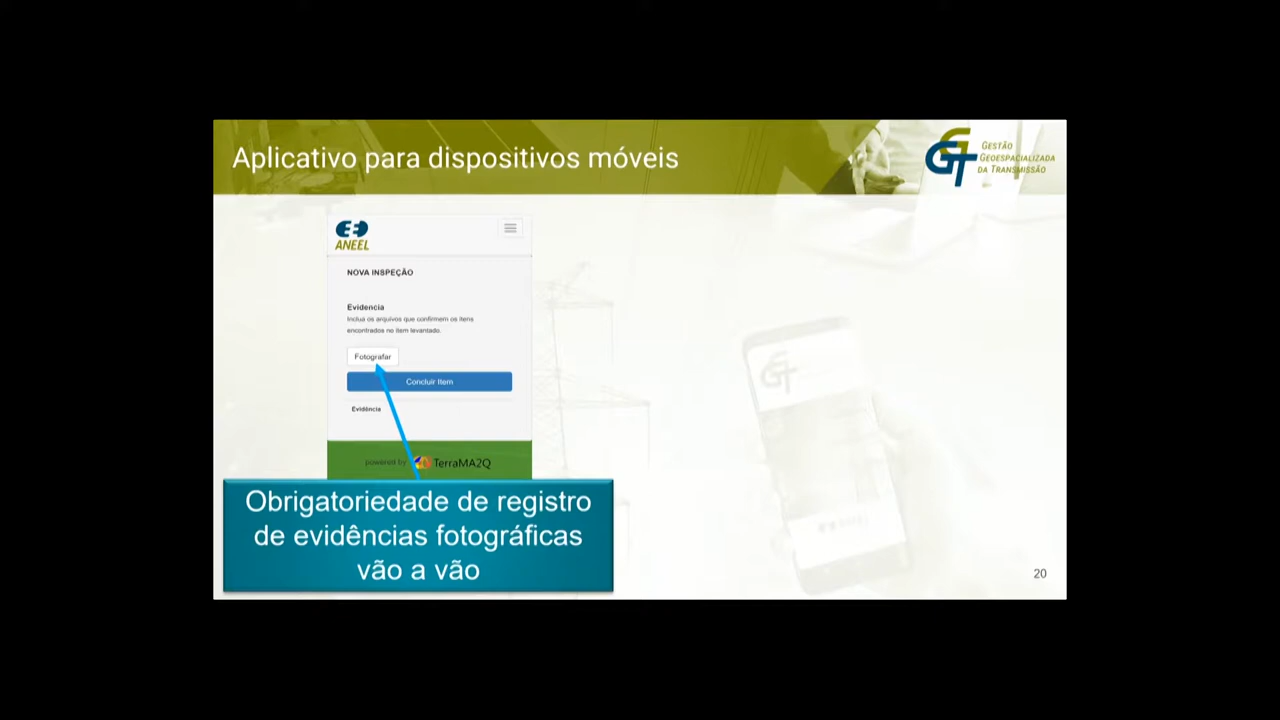 Aplicativo para dispositivos móveis
GT
GESTÃO
GEOESPACIALIZADA
DA TRANSMISSÃO
ANEEL
NOVA INSPEÇÃO
Evidencia
Inclua os arquivos que confirmem os itens
encontrados no item levantado.
Fotografar
Concluir Item
Evidência
powered by TerraMA2Q
Obrigatoriedade de registro
de evidências fotográficas
vão a vão
20